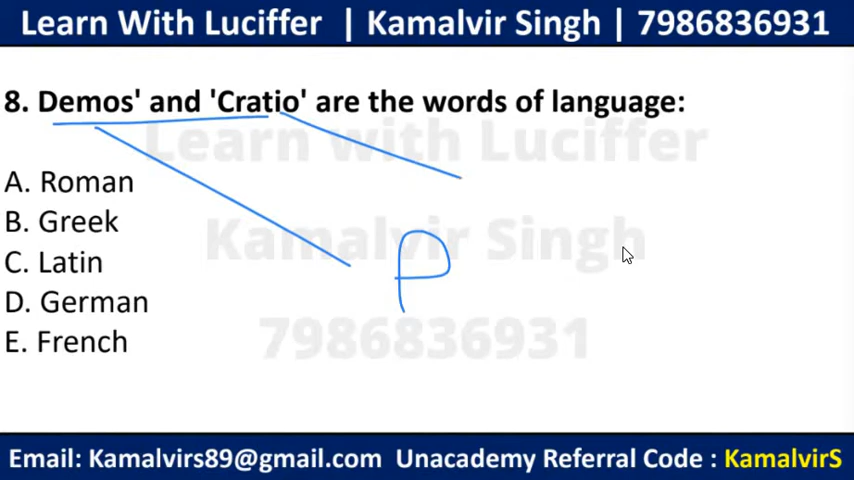 Learn With Luciffer | Kamalvir Singh | 7986836931
8. Demos' and 'Cratio' are the words of language:
Learn with Luciffer
A. Roman
B. Greek
Kamalvir Singh
P
C. Latin
D. German
E. French
7986836931
Email: Kamalvirs89@gmail.com Unacademy Referral Code : KamalvirS